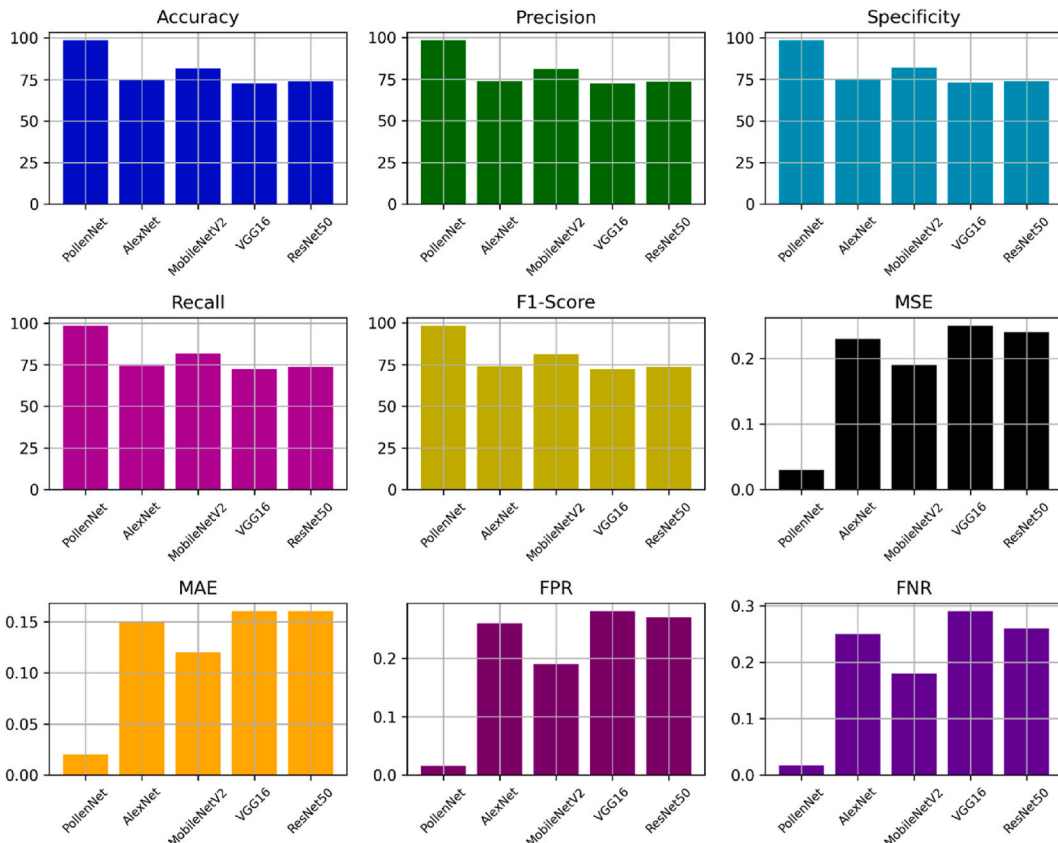 Accuracy
Precision
Specificity
100
75
50
25
0
PollenNet
AlexNet
MobileNetV2
VGG16
ResNet50
100
75
50
25
0
PollenNet
AlexNet
MobileNetV2
VGG16
ResNet50
100
75
50
25
0
PollenNet
AlexNet
MobileNetV2
VGG16
ResNet50
Recall
F1-Score
MSE
100
75
50
25
0
PollenNet
AlexNet
MobileNetV2
VGG16
ResNet50
100
75
50
25
0
PollenNet
AlexNet
MobileNetV2
VGG16
ResNet50
0.2
0.1
0.0
PollenNet
AlexNet
MobileNetV2
VGG16
ResNet50
MAE
FPR
FNR
0.15
0.10
0.05
0.00
PollenNet
AlexNet
MobileNetV2
VGG16
ResNet50
0.2
0.1
0.0
PollenNet
AlexNet
MobileNetV2
VGG16
ResNet50
0.3
0.2
0.1
0.0
PollenNet
AlexNet
MobileNetV2
VGG16
ResNet50